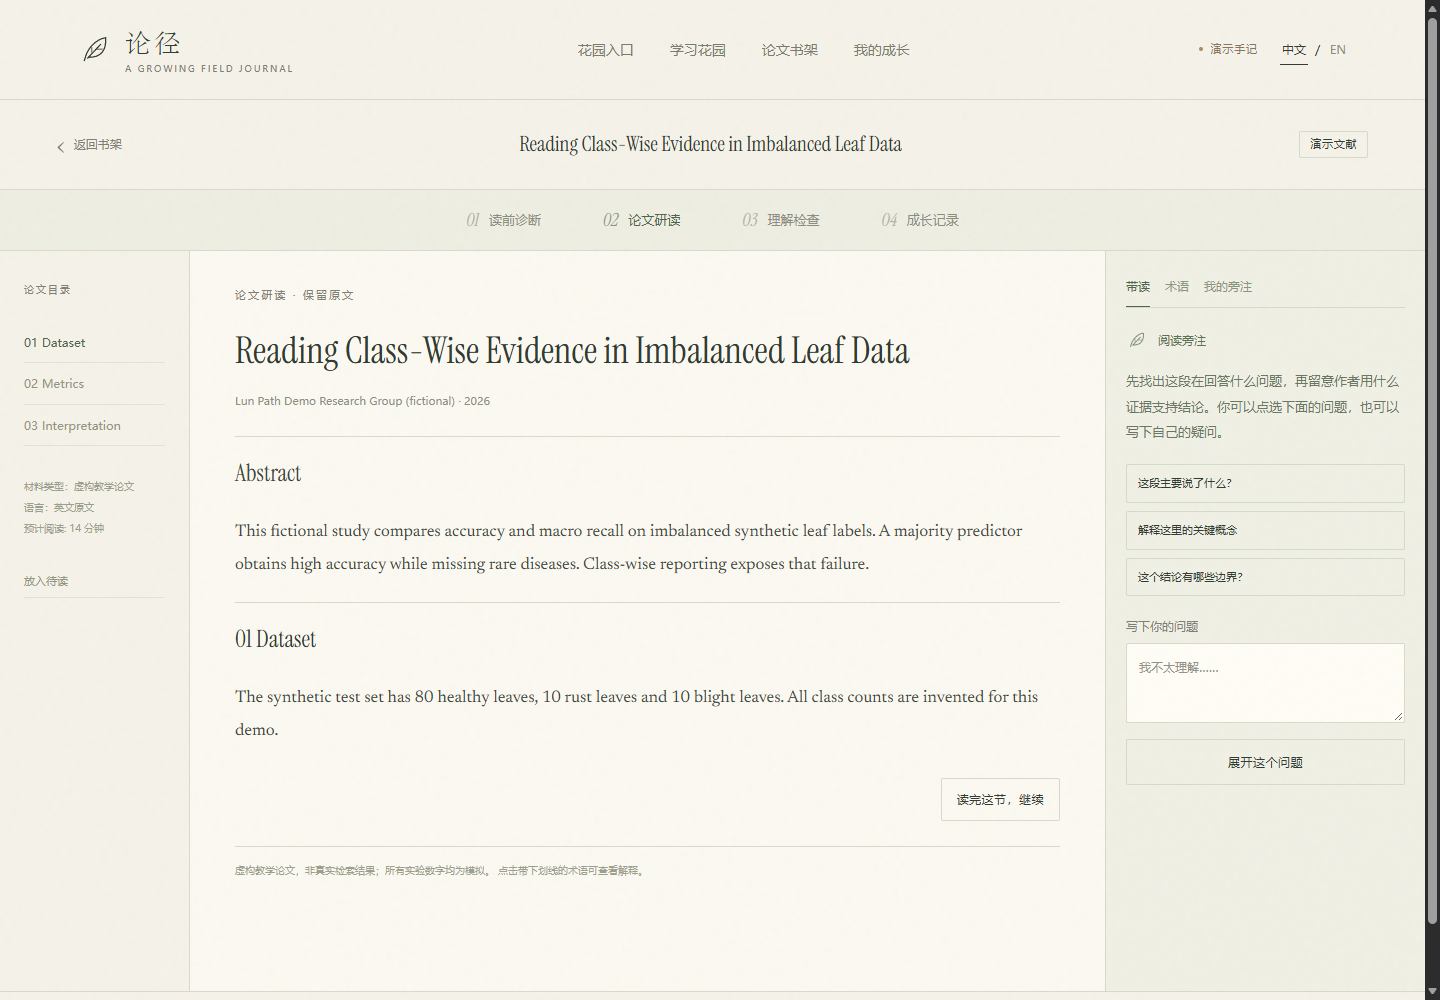 论径
A GROWING FIELD JOURNAL
花园入口
学习花园
论文书架
我的成长
演示手记
中文 / EN
返回书架
Reading Class-Wise Evidence in Imbalanced Leaf Data
演示文献
01 读前诊断
02 论文研读
03 理解检查
04 成长记录
论文目录
01 Dataset
02 Metrics
03 Interpretation
材料类型：虚构教学论文
语言：英文原文
预计阅读: 14 分钟
放入待读
论文研读 · 保留原文
Reading Class-Wise Evidence in Imbalanced Leaf Data
Lun Path Demo Research Group (fictional) · 2026
Abstract
This fictional study compares accuracy and macro recall on imbalanced synthetic leaf labels. A majority predictor
obtains high accuracy while missing rare diseases. Class-wise reporting exposes that failure.
01 Dataset
The synthetic test set has 80 healthy leaves, 10 rust leaves and 10 blight leaves. All class counts are invented for this
demo.
读完这节，继续
虚构教学论文，非真实检索结果；所有实验数字均为模拟。 点击带下划线的术语可查看解释。
带读
术语
我的旁注
阅读旁注
先找出这段在回答什么问题，再留意作者用什么
证据支持结论。你可以点选下面的问题，也可以
写下自己的疑问。
这段主要说了什么？
解释这里的关键概念
这个结论有哪些边界？
写下你的问题
我不太理解……
展开这个问题